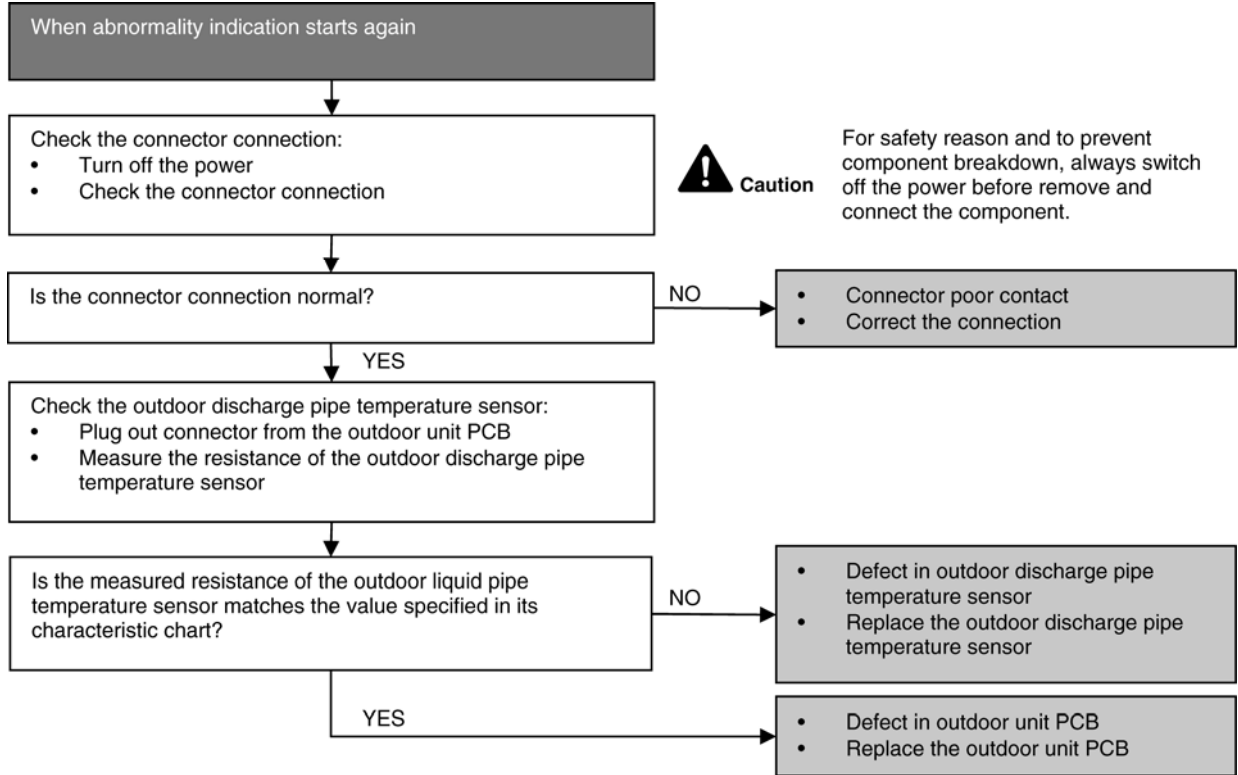 When abnormality indication starts again
Check the connector connection:
• Turn off the power
• Check the connector connection
Caution
For safety reason and to prevent
component breakdown, always switch
off the power before remove and
connect the component.
Is the connector connection normal?
NO
• Connector poor contact
• Correct the connection
YES
Check the outdoor discharge pipe temperature sensor:
• Plug out connector from the outdoor unit PCB
• Measure the resistance of the outdoor discharge pipe
temperature sensor
Is the measured resistance of the outdoor liquid pipe
temperature sensor matches the value specified in its
characteristic chart?
NO
• Defect in outdoor discharge pipe
temperature sensor
• Replace the outdoor discharge pipe
temperature sensor
YES
• Defect in outdoor unit PCB
• Replace the outdoor unit PCB